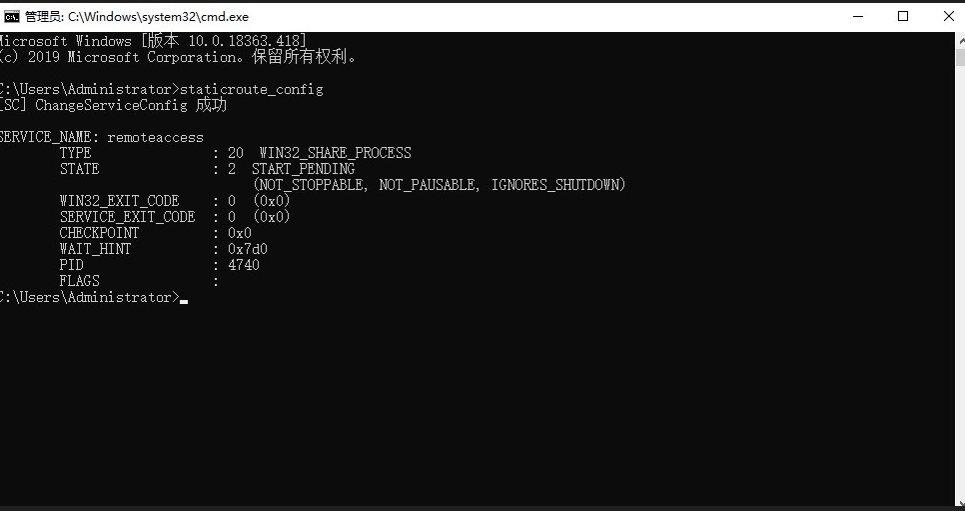 管理员: C:\Windows\system32\cmd.exe
Microsoft Windows [版本 10.0.18363.418]
(c) 2019 Microsoft Corporation。保留所有权利。
C:\Users\Administrator>staticroute_config
[SC] ChangeServiceConfig 成功
SERVICE_NAME: remoteaccess
TYPE : 20 WIN32_SHARE_PROCESS
STATE : 2 START_PENDING
(NOT_STOPPABLE, NOT_PAUSABLE, IGNORES_SHUTDOWN)
WIN32_EXIT_CODE : 0 (0x0)
SERVICE_EXIT_CODE : 0 (0x0)
CHECKPOINT : 0x0
WAIT_HINT : 0x7d0
PID : 4740
FLAGS :
C:\Users\Administrator>